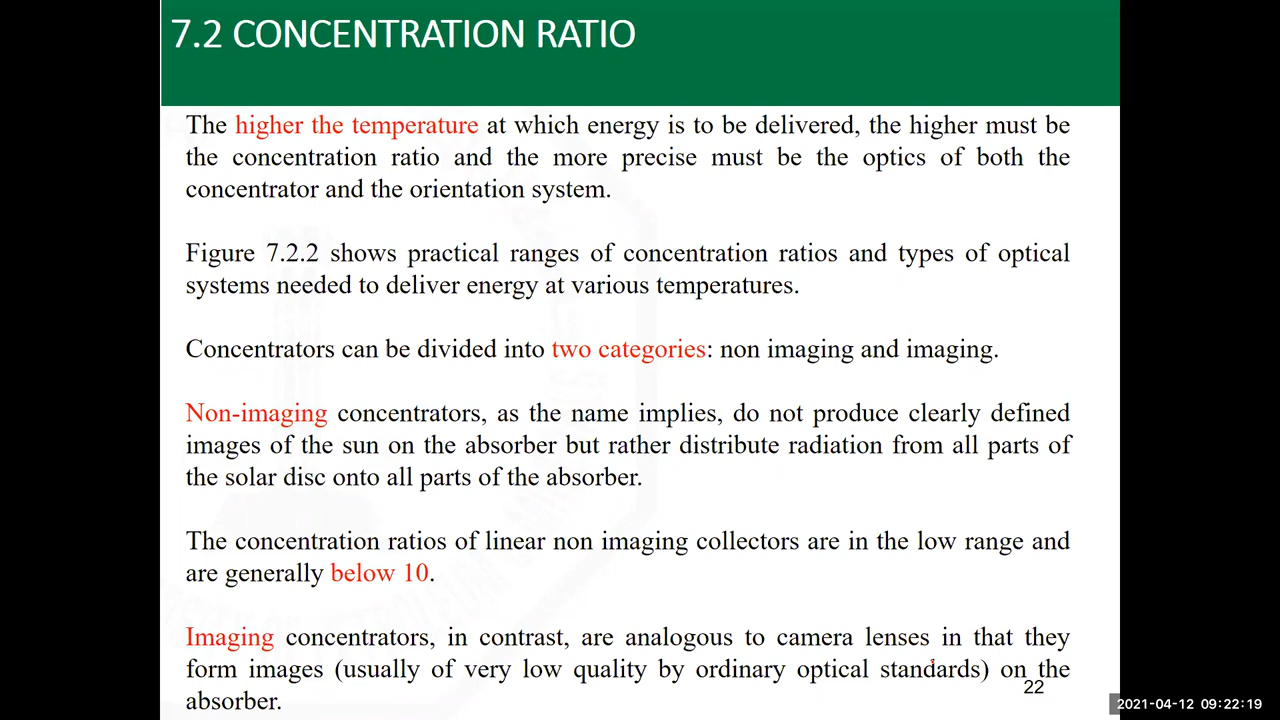 7.2 CONCENTRATION RATIO
The higher the temperature at which energy is to be delivered, the higher must be
the concentration ratio and the more precise must be the optics of both the
concentrator and the orientation system.
Figure 7.2.2 shows practical ranges of concentration ratios and types of optical
systems needed to deliver energy at various temperatures.
Concentrators can be divided into two categories: non imaging and imaging.
Non-imaging concentrators, as the name implies, do not produce clearly defined
images of the sun on the absorber but rather distribute radiation from all parts of
the solar disc onto all parts of the absorber.
The concentration ratios of linear non imaging collectors are in the low range and
are generally below 10.
Imaging concentrators, in contrast, are analogous to camera lenses in that they
form images (usually of very low quality by ordinary optical standards) on the
absorber.
22
2021-04-12 09:22:19